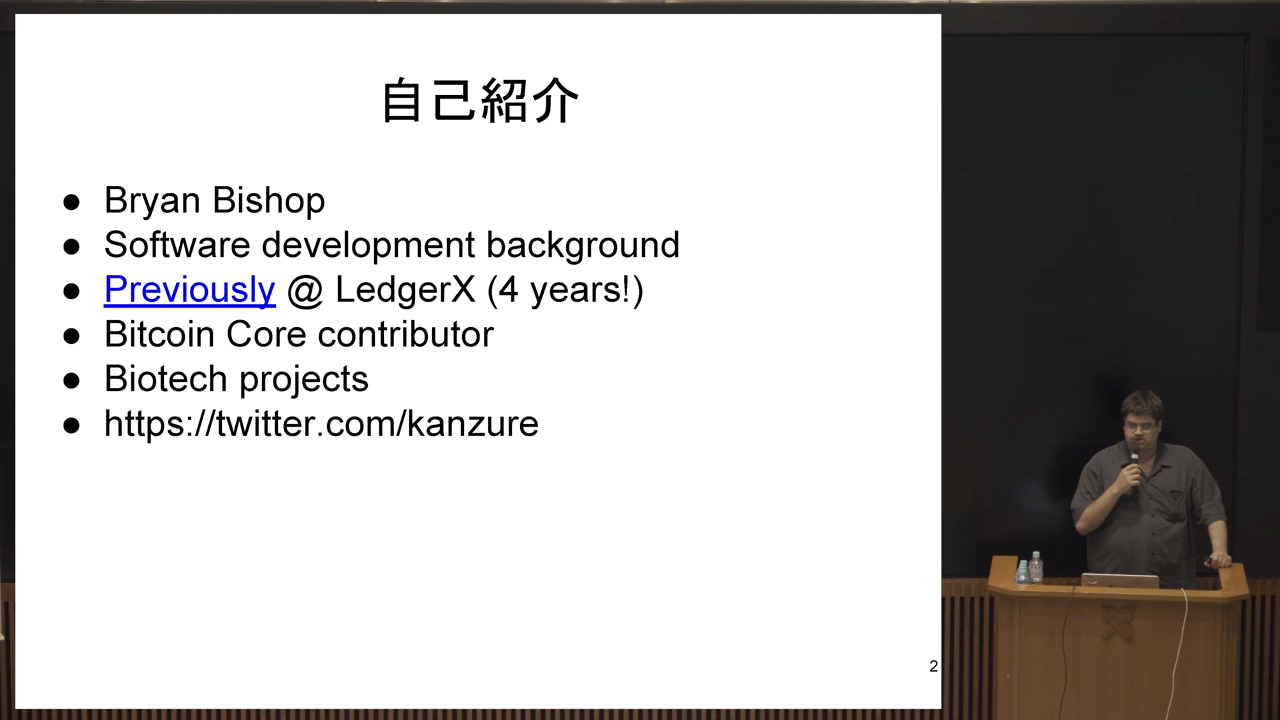 自己紹介
● Bryan Bishop
● Software development background
● Previously @ LedgerX (4 years!)
● Bitcoin Core contributor
● Biotech projects
● https://twitter.com/kanzure
2